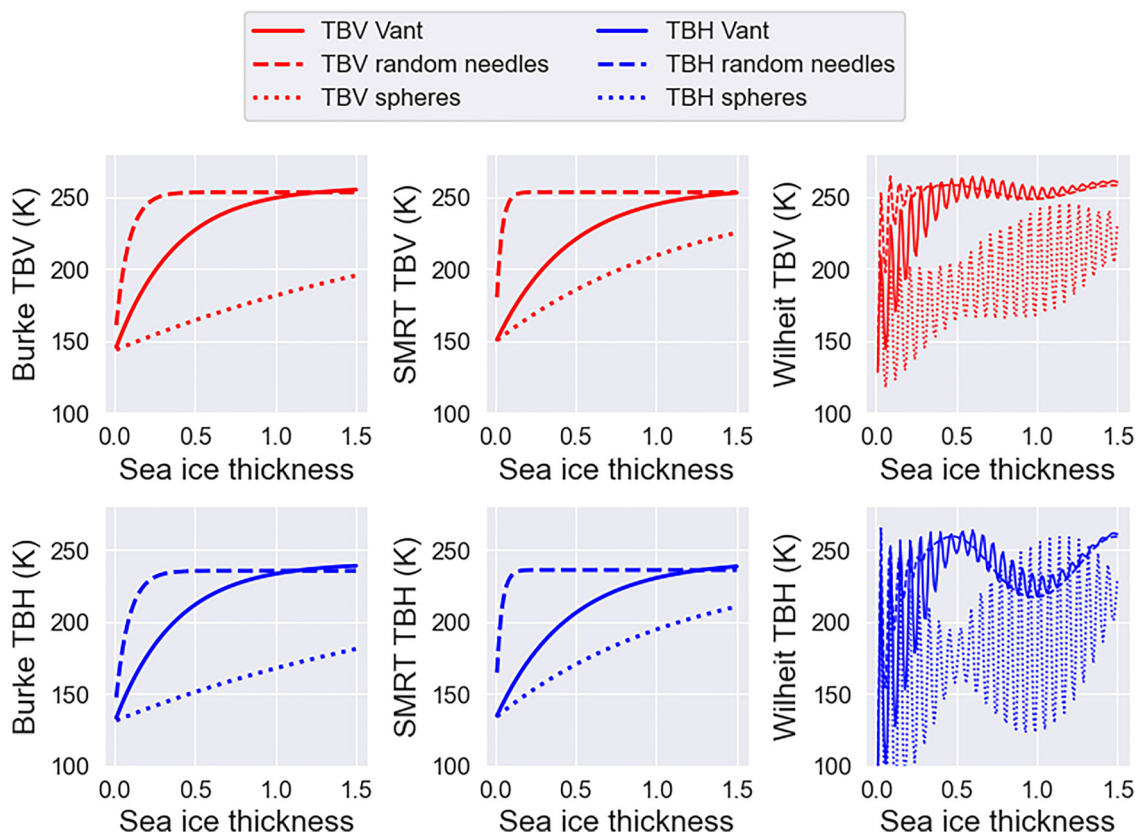 TBV Vant
TBH Vant
TBV random needles
TBH random needles
TBV spheres
TBH spheres
Burke TBV (K)
250
200
150
100
0.0 0.5 1.0 1.5
Sea ice thickness
SMRT TBV (K)
250
200
150
100
0.0 0.5 1.0 1.5
Sea ice thickness
Wilheit TBV (K)
250
200
150
100
0.0 0.5 1.0 1.5
Sea ice thickness
Burke TBH (K)
250
200
150
100
0.0 0.5 1.0 1.5
Sea ice thickness
SMRT TBH (K)
250
200
150
100
0.0 0.5 1.0 1.5
Sea ice thickness
Wilheit TBH (K)
250
200
150
100
0.0 0.5 1.0 1.5
Sea ice thickness